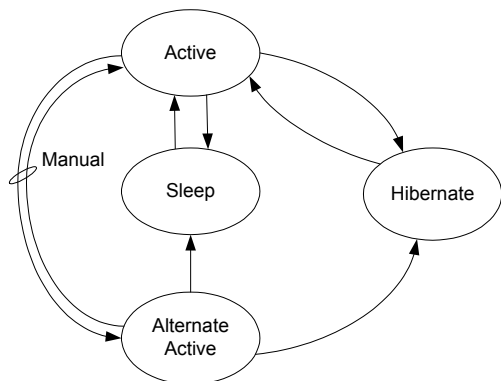 Active
Manual
Sleep
Hibernate
Alternate
Active